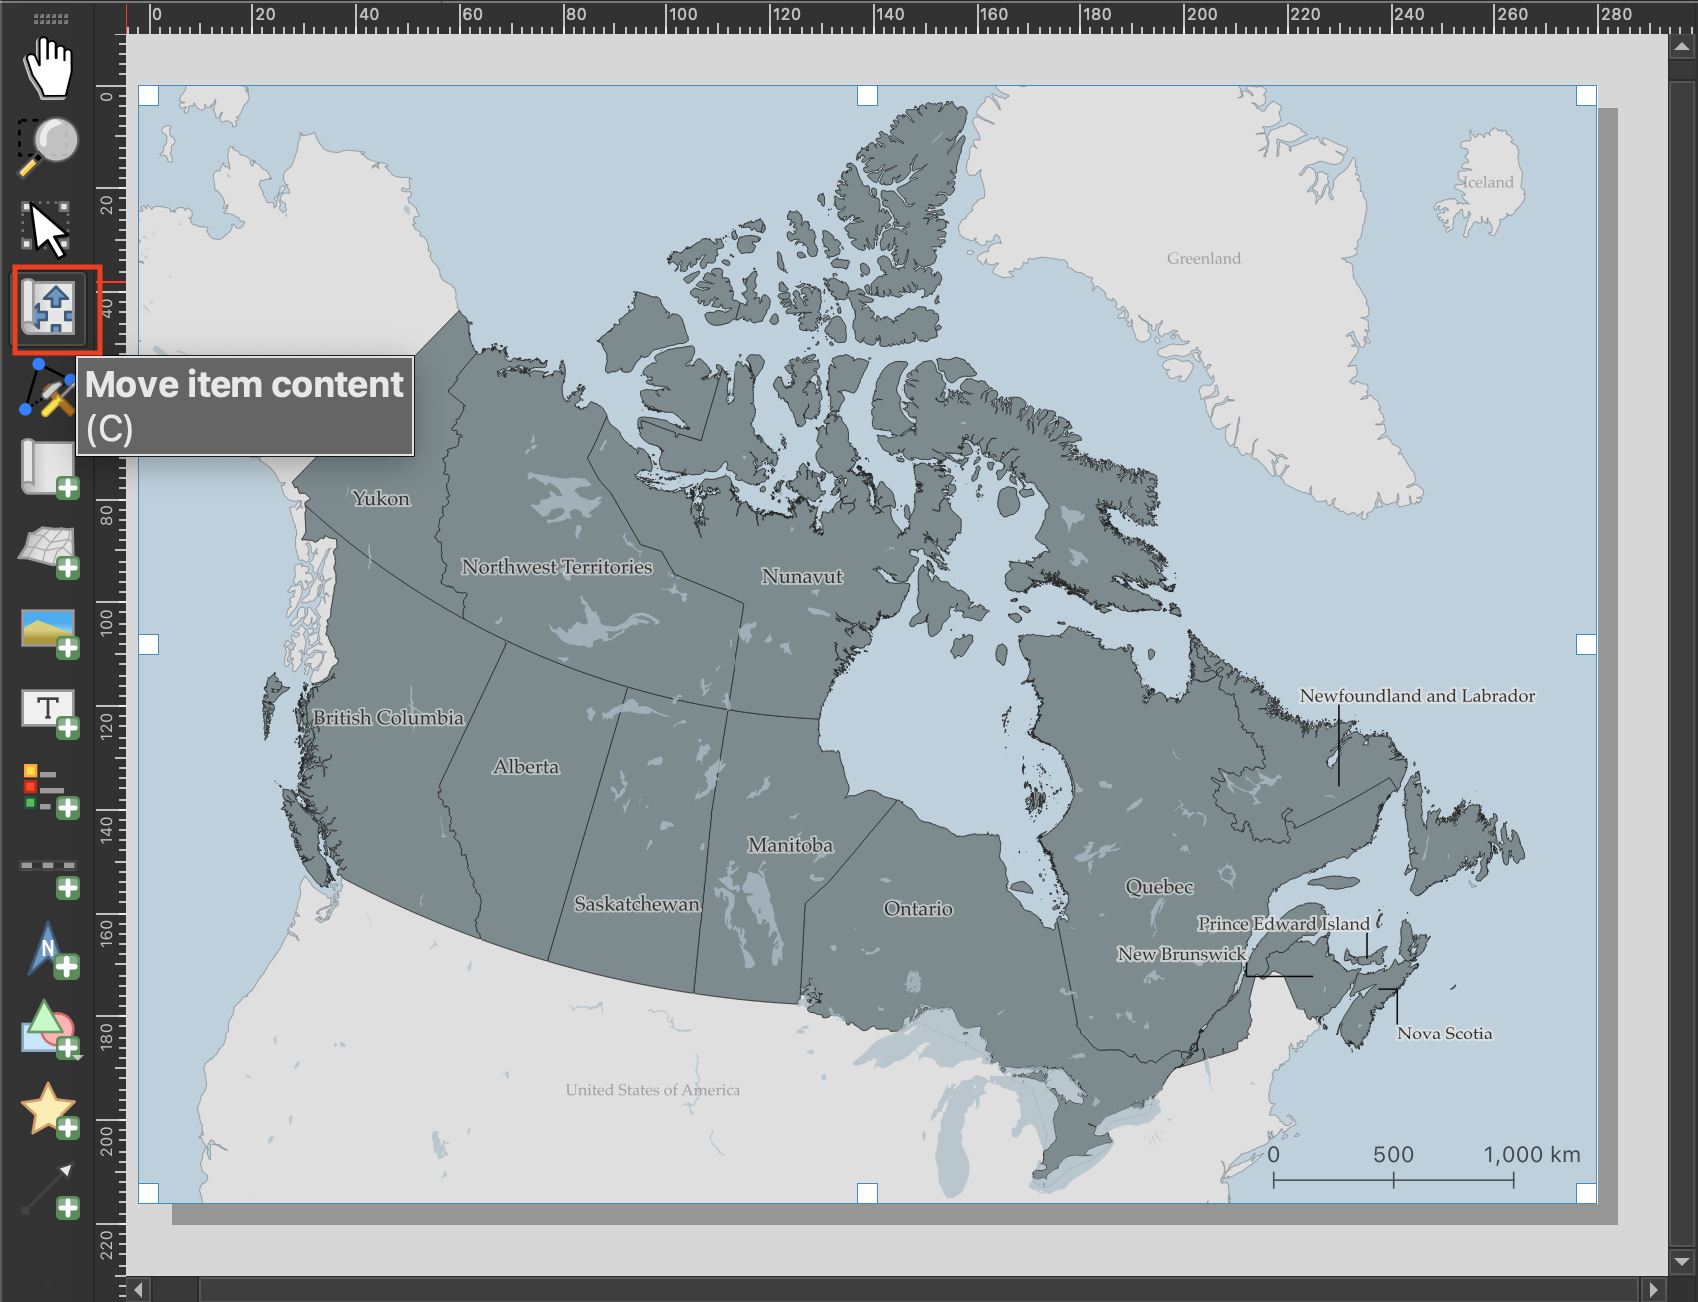 0 20 40 60 80 100 120 140 160 180 200 220 240 260 280
0
20
Iceland
Greenland
40
Move item content
(C)
80
Yukon
Northwest Territories
Nunavut
100
Newfoundland and Labrador
120
British Columbia
Alberta
140
Manitoba
Quebec
Saskatchewan
Ontario
160
Prince Edward Island
N
New Brunswick
180
Nova Scotia
United States of America
200
0 500 1,000 km
220
T